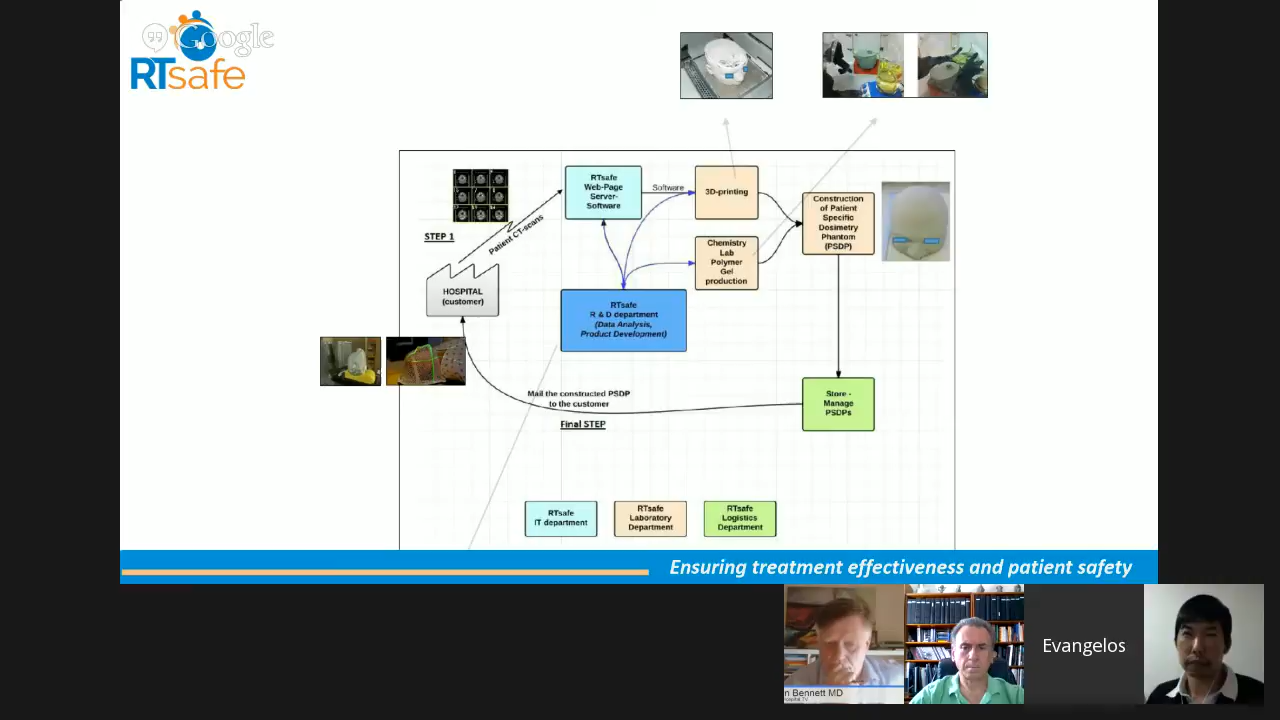 Google
RTsafe
RTsafe
Web-Page
Server-
Software
Software
3D-printing
Construction
of Patient
Specific
Dosimetry
Phantom
(PSDP)
STEP 1
Patient CT-scans
Chemistry
Lab
Polymer
Gel
production
HOSPITAL
(customer)
RTsafe
R & D department
(Data Analysis,
Product Development)
Mail the constructed PSDP
to the customer
Final STEP
Store -
Manage
PSDPs
RTsafe
IT department
RTsafe
Laboratory
Department
RTsafe
Logistics
Department
Ensuring treatment effectiveness and patient safety
Evangelos
n Bennett MD